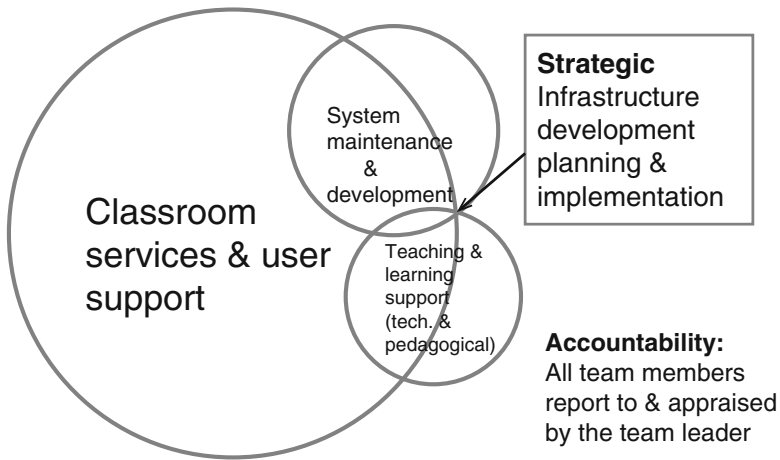 Classroom
services & user
support
System
maintenance
&
development
Teaching &
learning
support
(tech. &
pedagogical)
Strategic
Infrastructure
development
planning &
implementation
Accountability:
All team members
report to & appraised
by the team leader